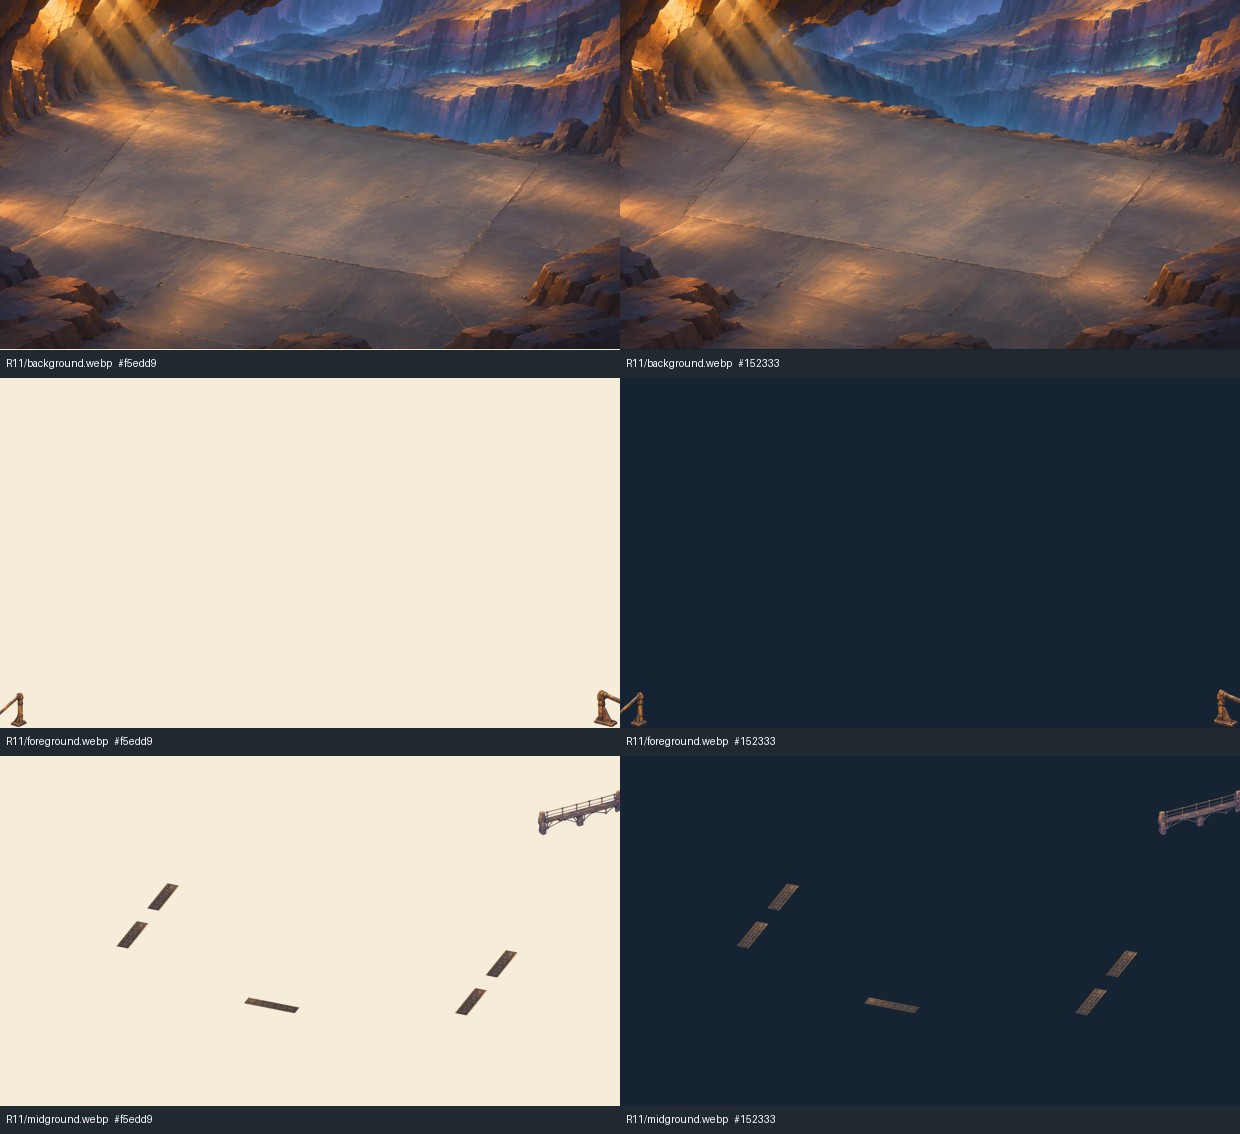 R11/background.webp #f5edd9
R11/background.webp #152333
R11/foreground.webp #f5edd9
R11/foreground.webp #152333
R11/midground.webp #f5edd9
R11/midground.webp #152333